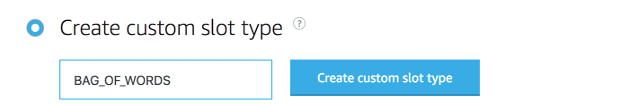 Create custom slot type ?
BAG_OF_WORDS
Create custom slot type